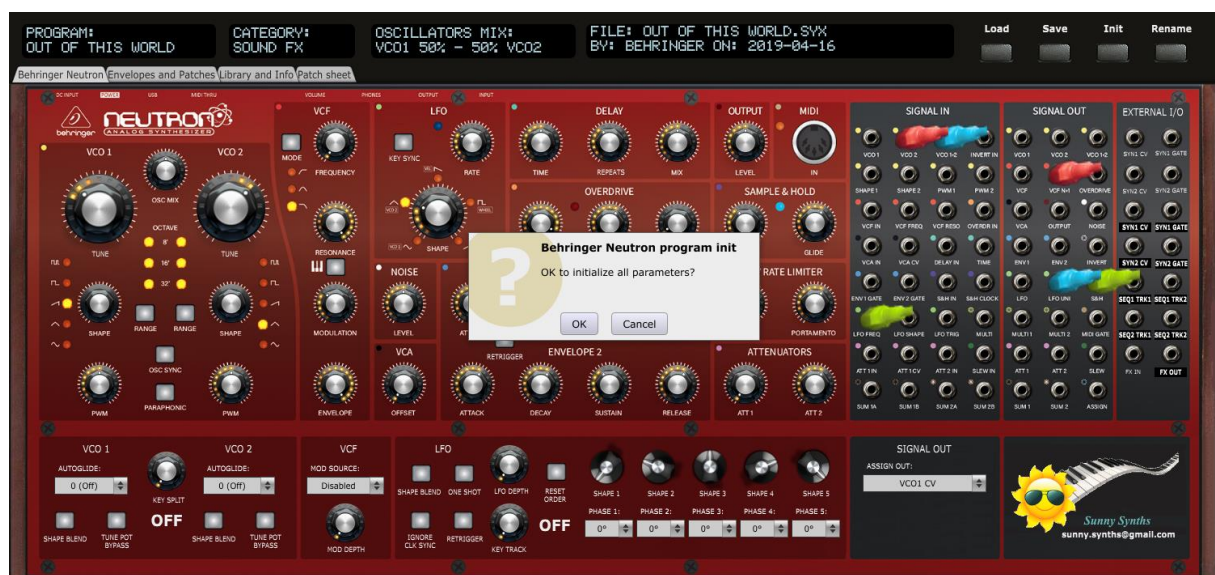 PROGRAM:
OUT OF THIS WORLD
CATEGORY:
SOUND FX
OSCILLATORS MIX:
VCO1 50% - 50% VCO2
FILE: OUT OF THIS WORLD.SYX
BY: BEHRINGER ON: 2019-04-16
Load Save Init Rename
Behringer Neutron Envelopes and Patches Library and Info Patch sheet
DC INPUT POWER USB MIDI THRU VOLUME PHONES OUTPUT INPUT
behringer NEUTRON
ANALOG SYNTHESIZER
VCF LFO DELAY OUTPUT MIDI SIGNAL IN SIGNAL OUT EXTERNAL I/O
MODE FREQUENCY KEY SYNC RATE TIME REPEATS MIX LEVEL IN
VCO 1 OSC MIX VCO 2
VCO 1 VCO 2 VCO 1-2 INVERT IN VCO 1 VCO 2 VCO 1-2 SYN1 CV SYN1 GATE
OVERDRIVE SAMPLE & HOLD
SHAPE 1 SHAPE 2 PWM 1 PWM 2 VCF OVERDRIVE SYN2 CV SYN2 GATE
TUNE OCTAVE TUNE
8'
16'
32'
RESONANCE SHAPE GLIDE
VCF IN VCF FREQ VCF RESO OVERDR IN VCA OUTPUT NOISE SYN1 CV SYN1 GATE
VCA IN VCA CV DELAY IN TIME ENV 1 ENV 2 INVERT SYN2 CV SYN2 GATE
NOISE RATE LIMITER
ENV 1 GATE ENV 2 GATE S&H IN S&H CLOCK LFO LFO UNI S&H SEQ1 TRK1 SEQ1 TRK2
SHAPE RANGE RANGE SHAPE MODULATION LEVEL PORTAMENTO
LFO FREQ LFO SHAPE LFO TRIG MULTI MULTI 1 MULTI 2 MIDI GATE SEQ2 TRK1 SEQ2 TRK2
Behringer Neutron program init
OK to initialize all parameters?
OK Cancel
VCA RETRIGGER ENVELOPE 2 ATTENUATORS
OSC SYNC
ATT 1 IN ATT 1 CV ATT 2 IN SLEW IN ATT 1 ATT 2 SLEW FX IN FX OUT
PWM PARAPHONIC PWM ENVELOPE OFFSET ATTACK DECAY SUSTAIN RELEASE ATT 1 ATT 2
SUM 1A SUM 1B SUM 2A SUM 2B SUM 1 SUM 2 ASSIGN
VCO 1 VCO 2 VCF LFO SIGNAL OUT
AUTOGLIDE: AUTOGLIDE: MOD SOURCE: ASSIGN OUT:
0 (Off) KEY SPLIT 0 (Off) Disabled VCO1 CV
SHAPE BLEND ONE SHOT LFO DEPTH RESET ORDER SHAPE 1 SHAPE 2 SHAPE 3 SHAPE 4 SHAPE 5
OFF
PHASE 1: PHASE 2: PHASE 3: PHASE 4: PHASE 5:
0° 0° 0° 0° 0°
SHAPE BLEND TUNE POT BYPASS SHAPE BLEND TUNE POT BYPASS MOD DEPTH IGNORE CLK SYNC RETRIGGER KEY TRACK OFF
Sunny Synths
sunny.synths@gmail.com